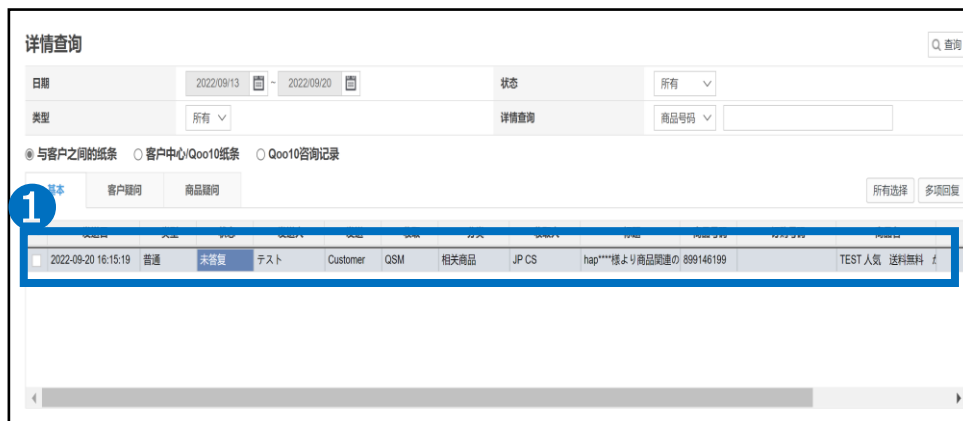 详情查询
查询
日期 2022/09/13 ~ 2022/09/20 状态 所有
类型 所有 详情查询 商品号码
与客户之间的纸条 客户中心/Qoo10纸条 Qoo10咨询记录
基本 客户疑问 商品疑问 所有选择 多项回复
1
2022-09-20 16:15:19 普通 未答复 テスト Customer QSM 相关商品 JP CS hap****様より商品関連の 899146199 TEST 人気 送料無料